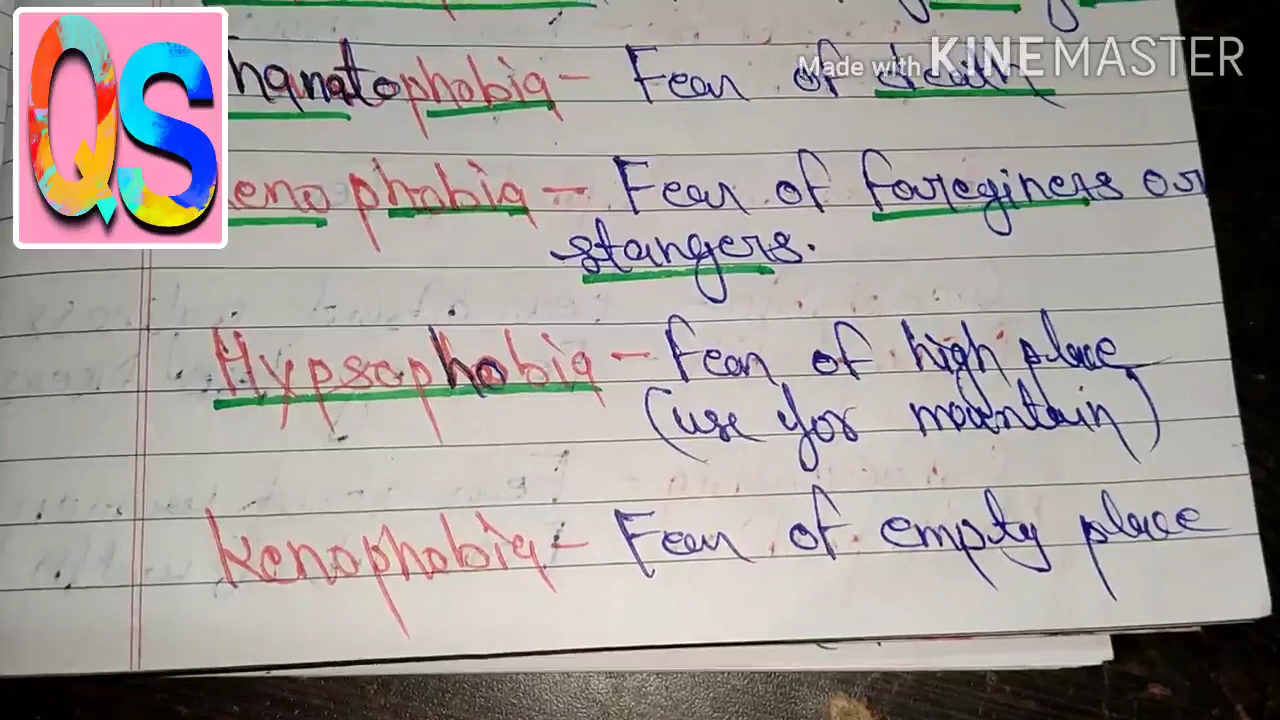 QS
Made with KINEMASTER
hanatophobia - Fear of death
enophobia - Fear of foreginers or
stangers.
Hypsophobia - Fear of high place
(use for mountain)
Kenophobia - Fear of empty place